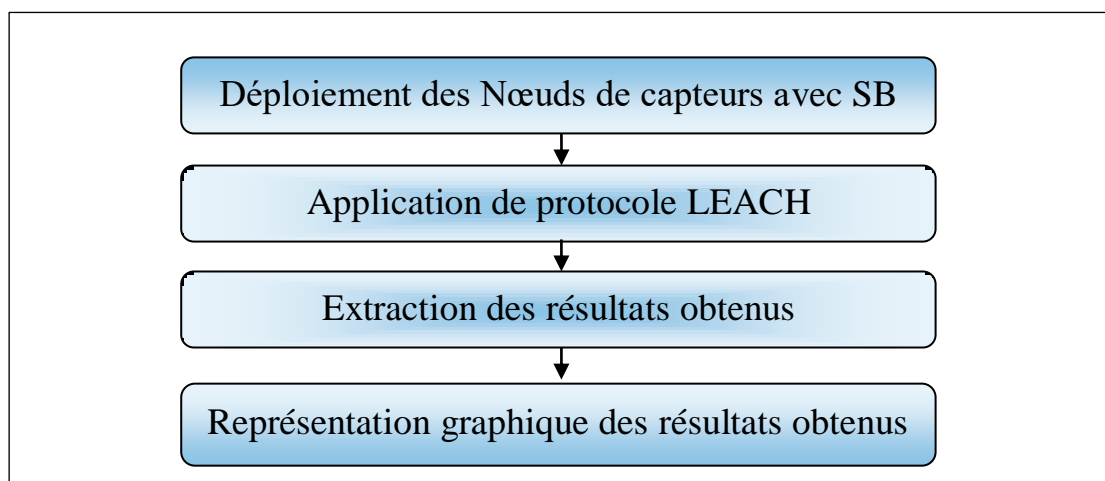 Déploiement des Nœuds de capteurs avec SB
Application de protocole LEACH
Extraction des résultats obtenus
Représentation graphique des résultats obtenus